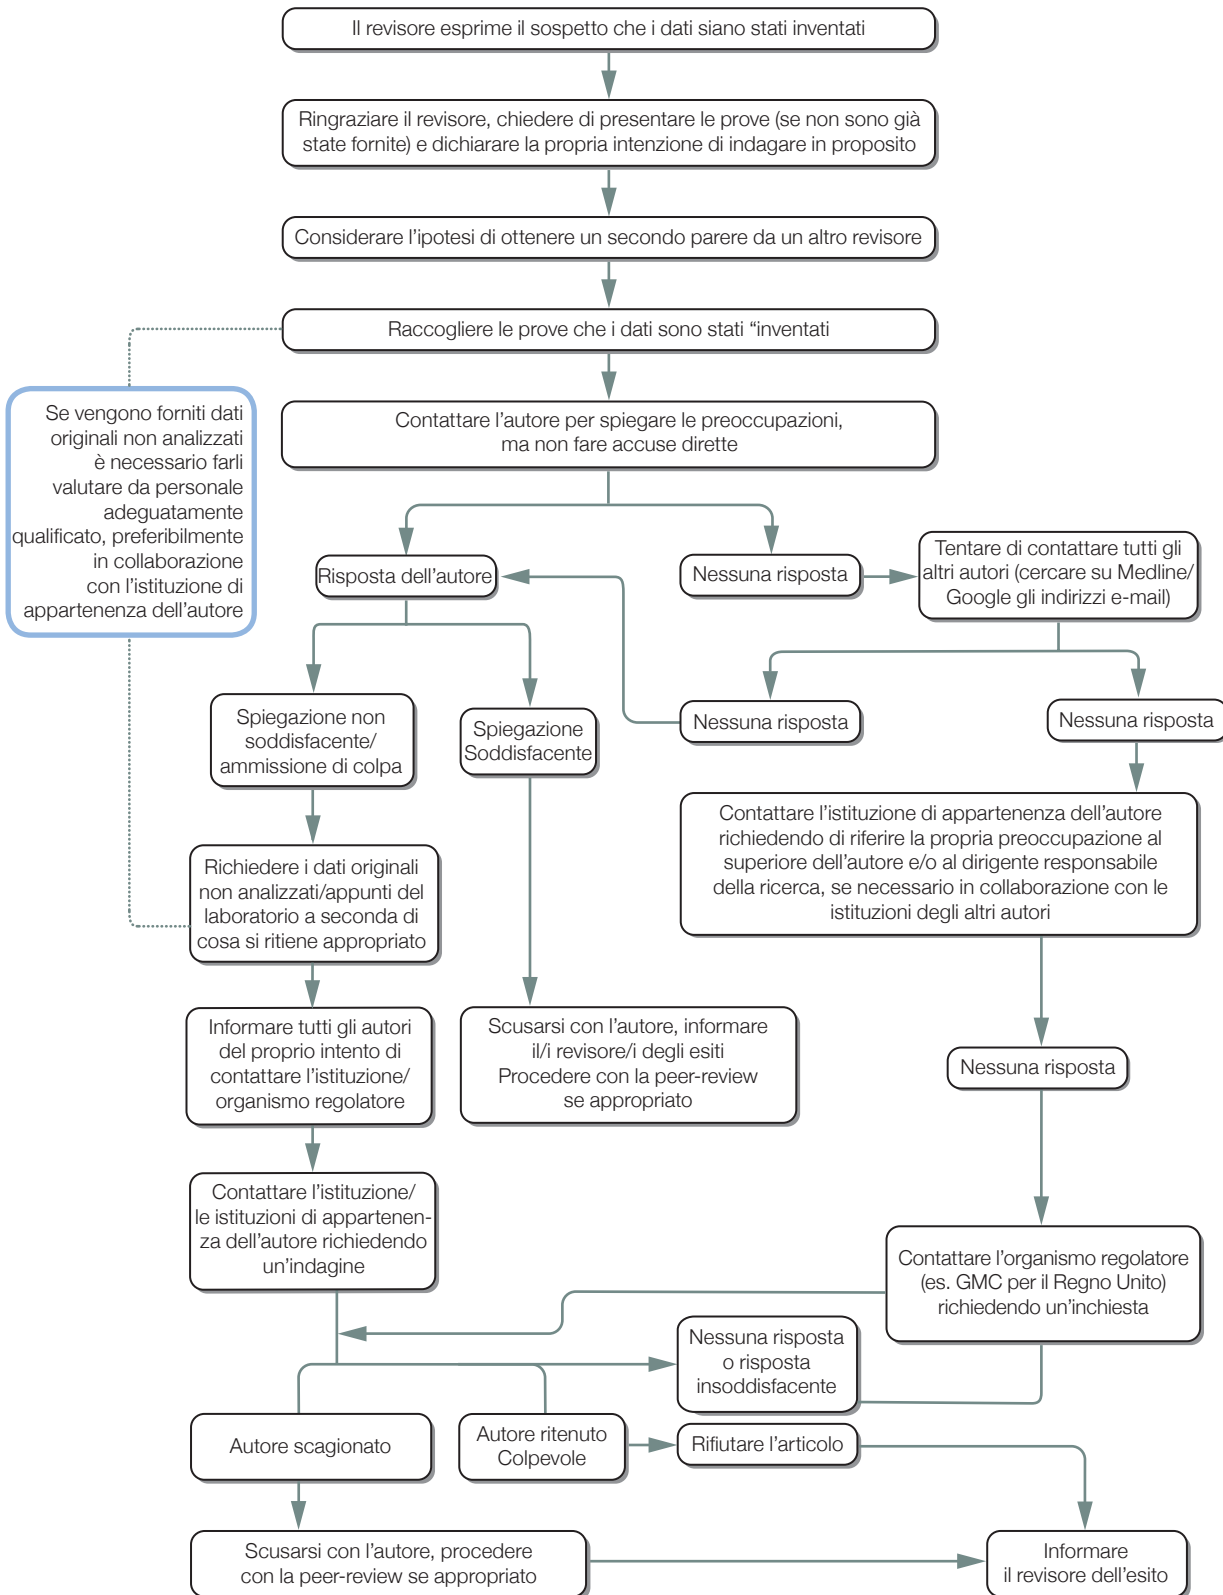 Il revisore esprime il sospetto che i dati siano stati inventati
Ringraziare il revisore, chiedere di presentare le prove (se non sono già
state fornite) e dichiarare la propria intenzione di indagare in proposito
Considerare l'ipotesi di ottenere un secondo parere da un altro revisore
Raccogliere le prove che i dati sono stati “inventati
Se vengono forniti dati
originali non analizzati
è necessario farli
valutare da personale
adeguatamente
qualificato, preferibilmente
in collaborazione
con l'istituzione di
appartenenza dell'autore
Contattare l'autore per spiegare le preoccupazioni,
ma non fare accuse dirette
Risposta dell'autore
Nessuna risposta
Tentare di contattare tutti gli
altri autori (cercare su Medline/
Google gli indirizzi e-mail)
Spiegazione non
soddisfacente/
ammissione di colpa
Spiegazione
Soddisfacente
Nessuna risposta
Nessuna risposta
Contattare l'istituzione di appartenenza dell'autore
richiedendo di riferire la propria preoccupazione al
superiore dell'autore e/o al dirigente responsabile
della ricerca, se necessario in collaborazione con le
istituzioni degli altri autori
Richiedere i dati originali
non analizzati/appunti del
laboratorio a seconda di
cosa si ritiene appropriato
Informare tutti gli autori
del proprio intento di
contattare l'istituzione/
organismo regolatore
Scusarsi con l'autore, informare
il/i revisore/i degli esiti
Procedere con la peer-review
se appropriato
Nessuna risposta
Contattare l'istituzione/
le istituzioni di appartenen-
za dell'autore richiedendo
un'indagine
Contattare l'organismo regolatore
(es. GMC per il Regno Unito)
richiedendo un'inchiesta
Nessuna risposta
o risposta
insoddisfacente
Autore scagionato
Autore ritenuto
Colpevole
Rifiutare l'articolo
Scusarsi con l'autore, procedere
con la peer-review se appropriato
Informare
il revisore dell'esito